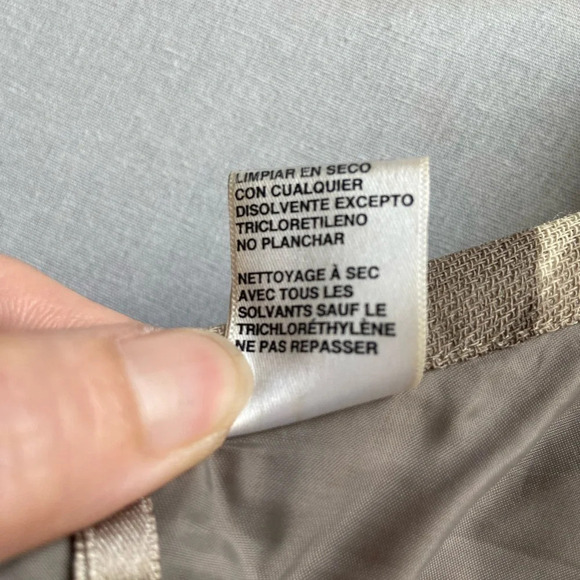 LIMPIAR EN SECO
CON CUALQUIER
DISOLVENTE EXCEPTO
TRICLORETILENO
NO PLANCHAR
NETTOYAGE À SEC
AVEC TOUS LES
SOLVANTS SAUF LE
TRICHLORÉTHYLÈNE
NE PAS REPASSER